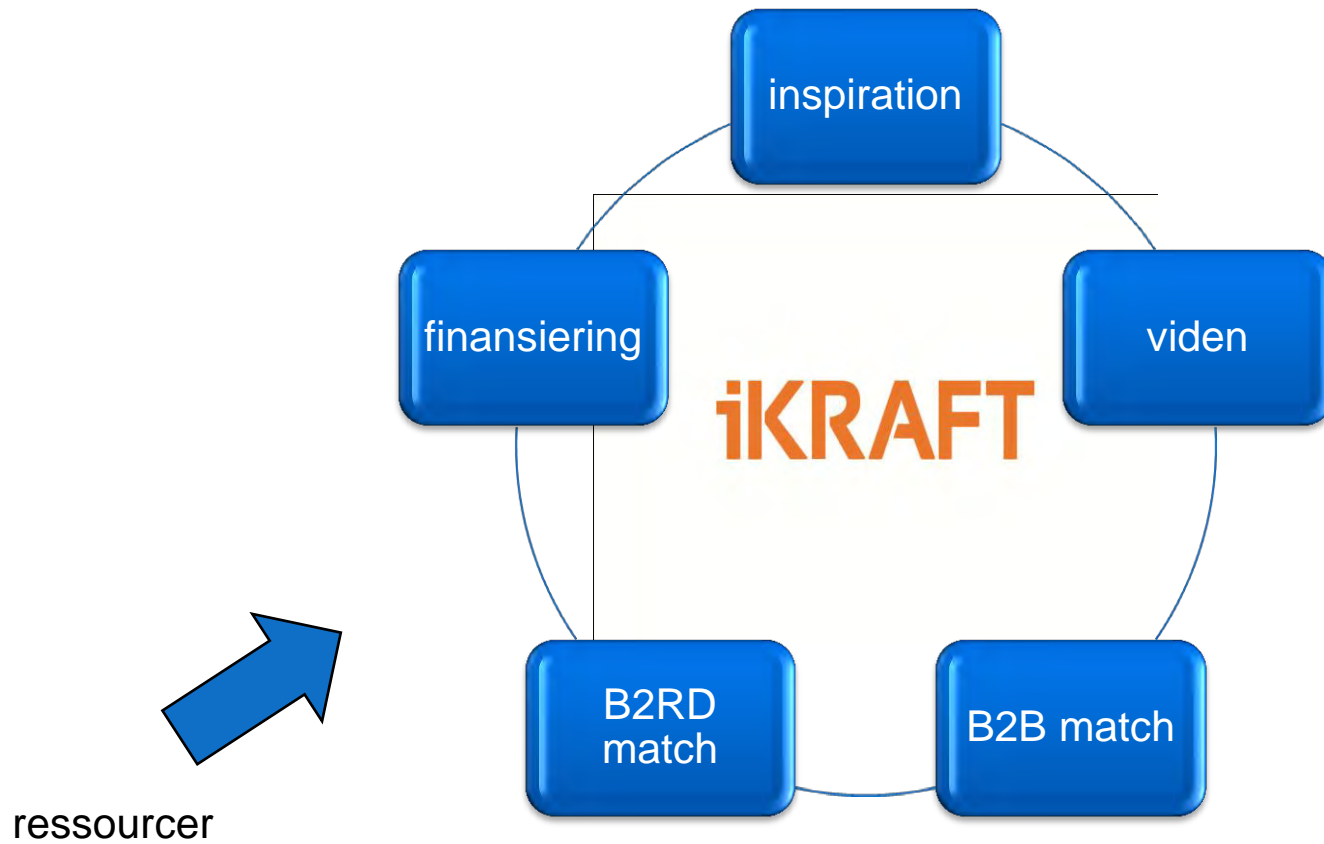 inspiration
finansiering
viden
iKRAFT
B2RD
match
B2B match
ressourcer